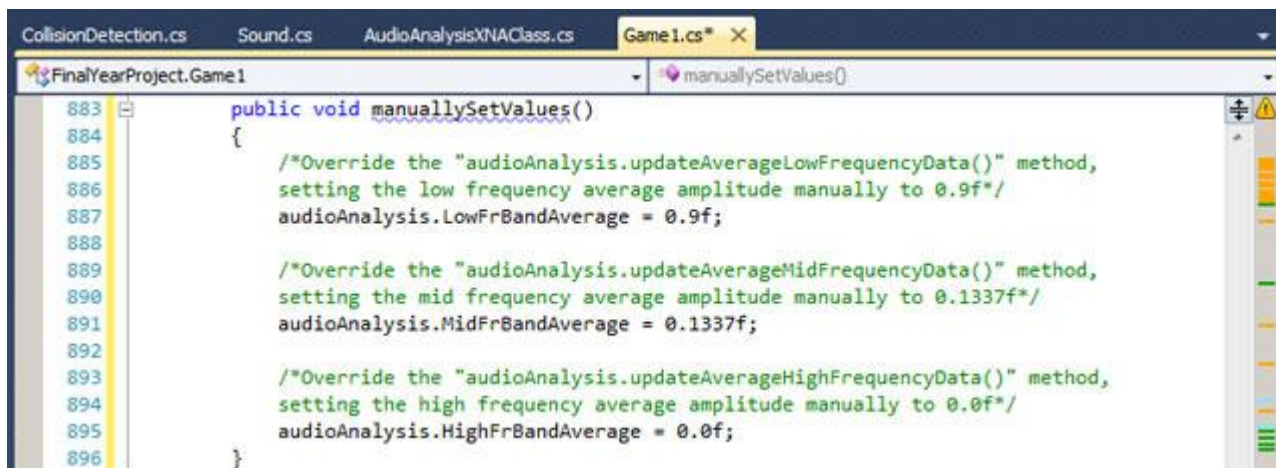 CollisionDetection.cs Sound.cs AudioAnalysisXNAClass.cs Game1.cs* ×
FinalYearProject.Game1 manuallySetValues()
883 public void manuallySetValues()
884 {
885 /*Override the "audioAnalysis.updateAverageLowFrequencyData()" method,
886 setting the low frequency average amplitude manually to 0.9f*/
887 audioAnalysis.LowFrBandAverage = 0.9f;
888
889 /*Override the "audioAnalysis.updateAverageMidFrequencyData()" method,
890 setting the mid frequency average amplitude manually to 0.1337f*/
891 audioAnalysis.MidFrBandAverage = 0.1337f;
892
893 /*Override the "audioAnalysis.updateAverageHighFrequencyData()" method,
894 setting the high frequency average amplitude manually to 0.0f*/
895 audioAnalysis.HighFrBandAverage = 0.0f;
896 }